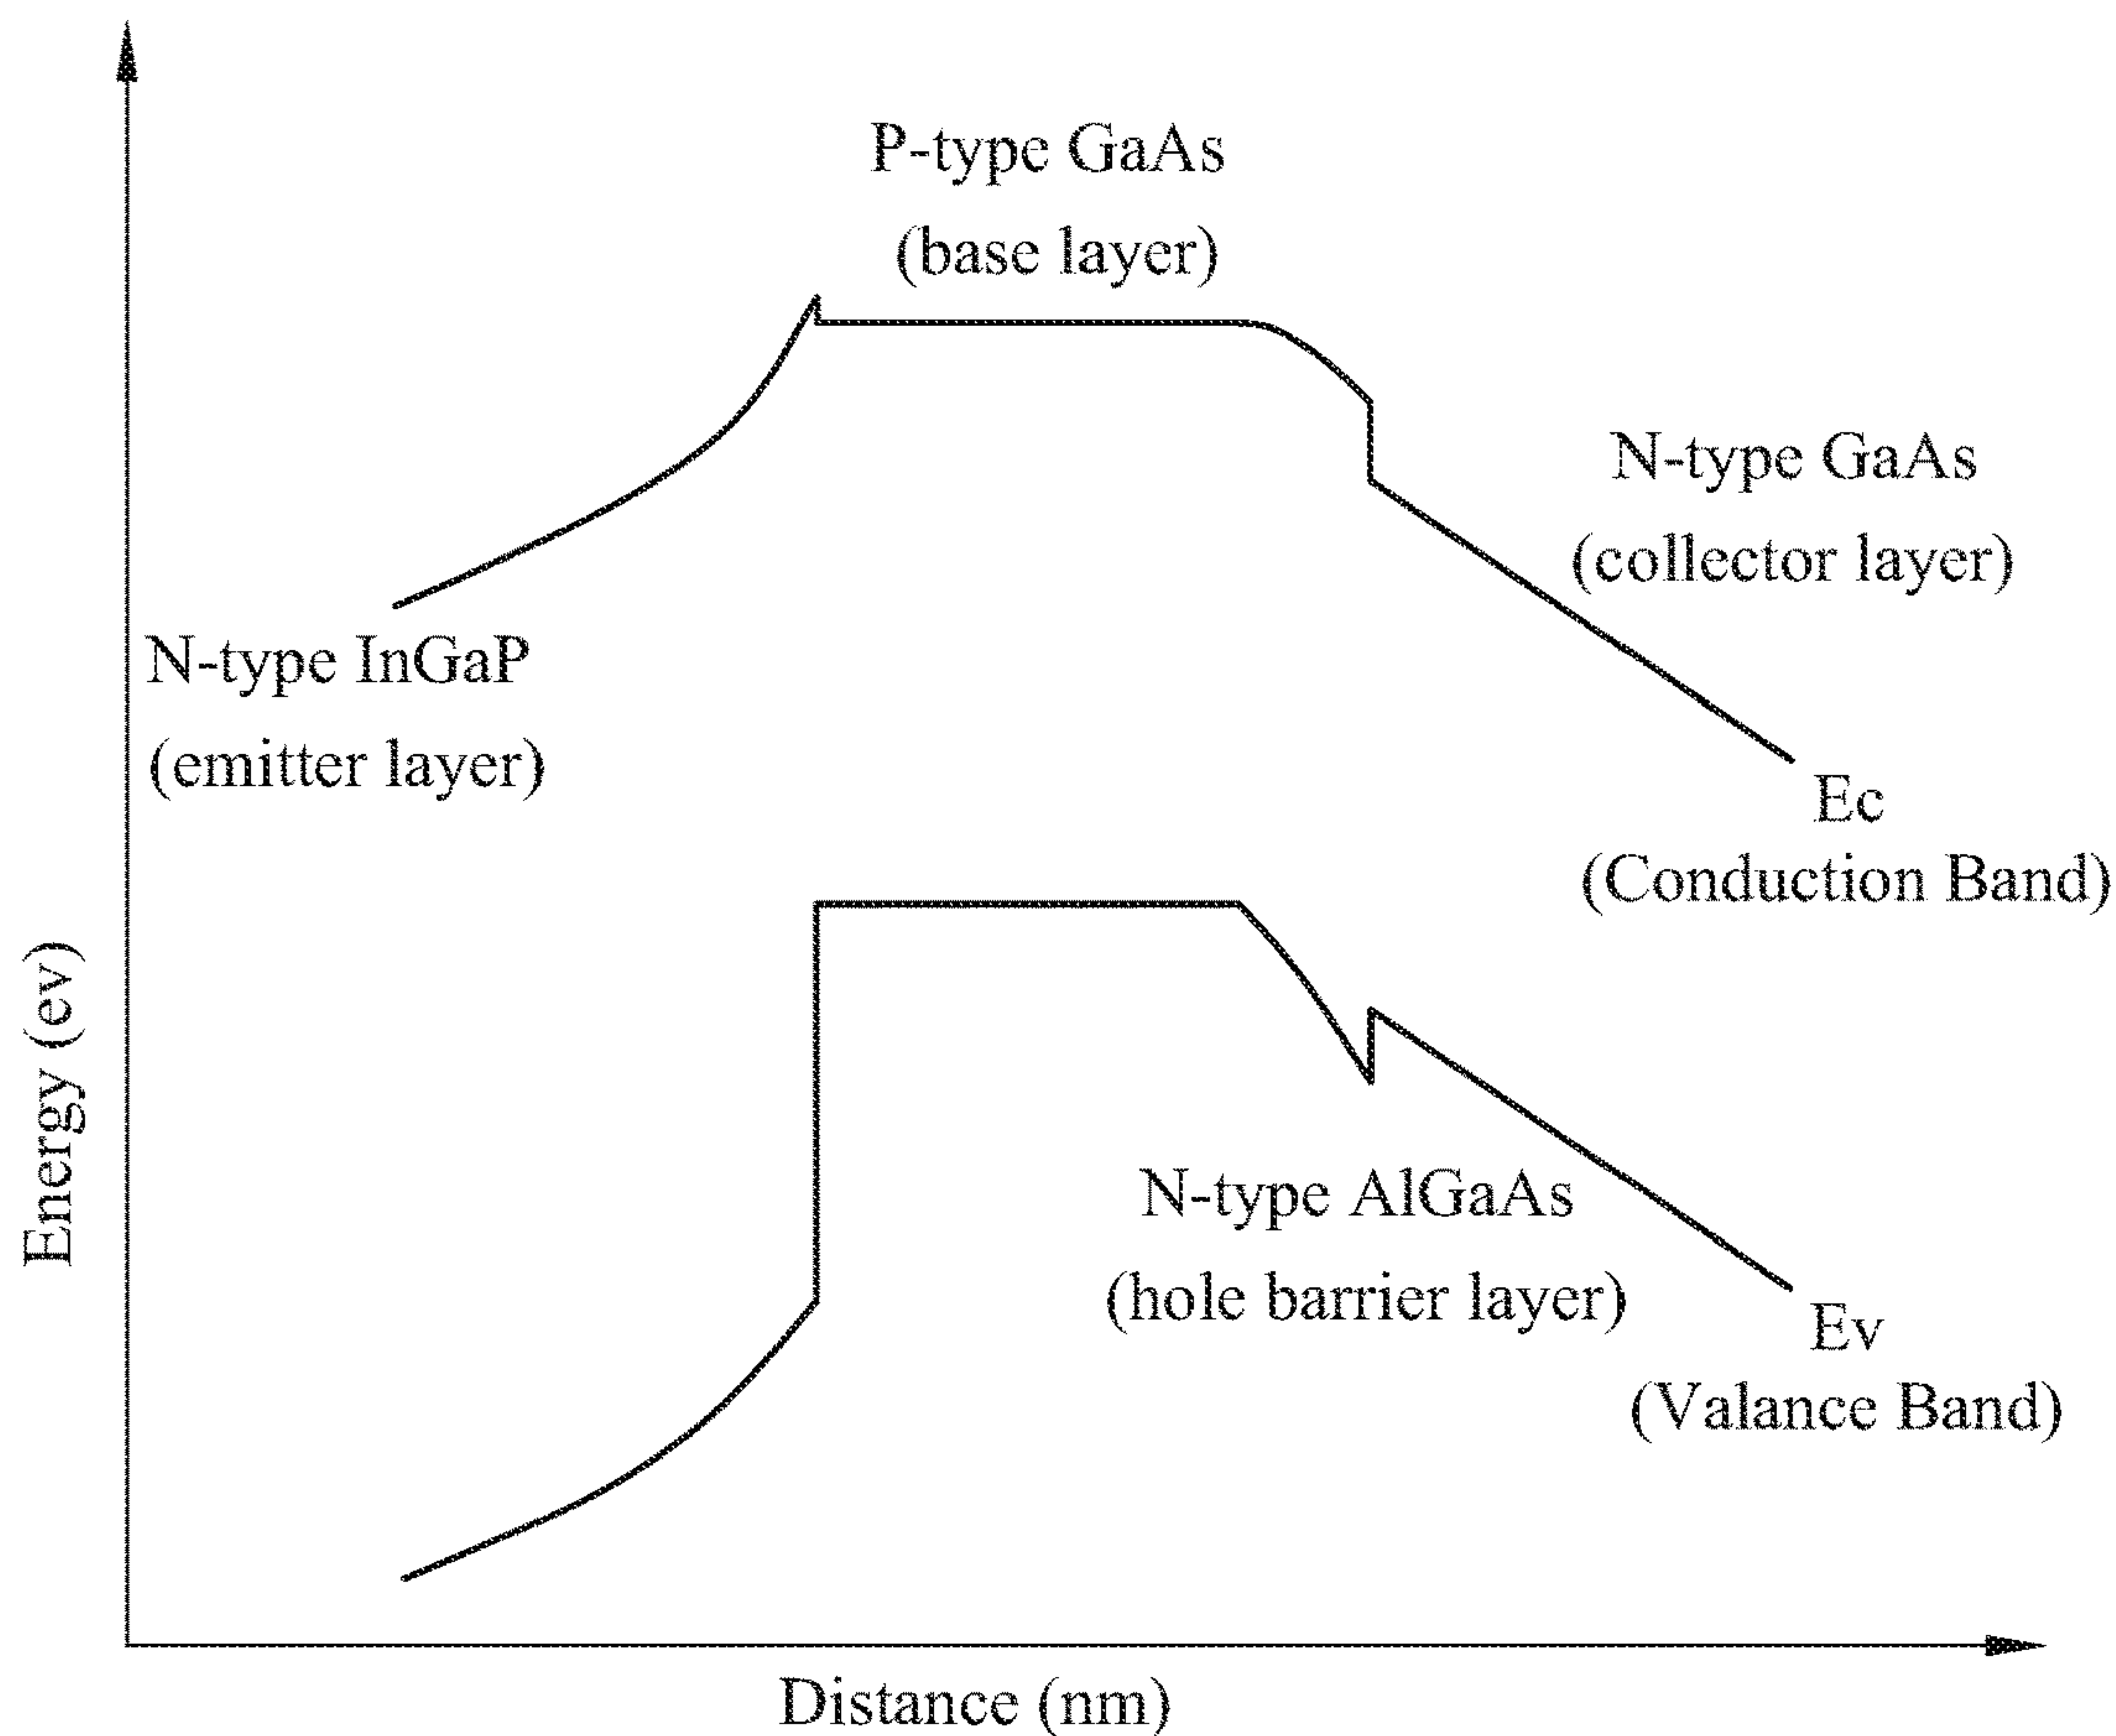 P-type GaAs
(base layer)
N-type GaAs
(collector layer)
N-type InGaP
(emitter layer)
Ec
(Conduction Band)
Energy (ev)
N-type AlGaAs
(hole barrier layer)
Ev
(Valance Band)
Distance (nm)